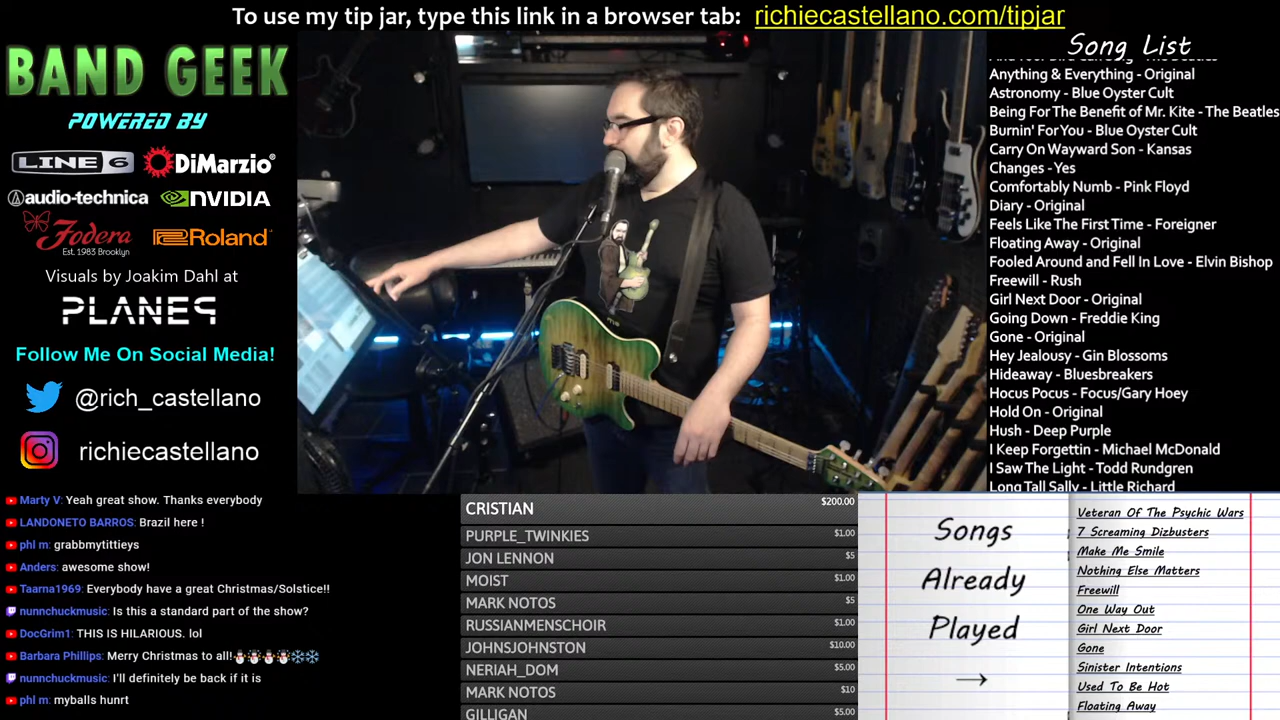 To use my tip jar, type this link in a browser tab: richiecastellano.com/tipjar
BAND GEEK
POWERED BY
LINE 6
DiMarzio®
audio-technica
NVIDIA
Fodera
Est. 1983 Brooklyn
Roland
Visuals by Joakim Dahl at
PLANE9
Follow Me On Social Media!
@rich_castellano
richiecastellano
Marty V: Yeah great show. Thanks everybody
LANDONETO BARROS: Brazil here !
phl m: grabbmytittieys
Anders: awesome show!
Taarna1969: Everybody have a great Christmas/Solstice!!
nunnchuckmusic: Is this a standard part of the show?
DocGrim1: THIS IS HILARIOUS. lol
Barbara Phillips: Merry Christmas to all!
nunnchuckmusic: I'll definitely be back if it is
phl m: myballs hunrt
CRISTIAN $200.00
PURPLE_TWINKIES $1.00
JON LENNON $5
MOIST $1.00
MARK NOTOS $5
RUSSIANMENSCHOIR $1.00
JOHNSJOHNSTON $10.00
NERIAH_DOM $5.00
MARK NOTOS $10
GILLIGAN $5.00
Song List
Anything & Everything - Original
Astronomy - Blue Oyster Cult
Being For The Benefit of Mr. Kite - The Beatles
Burnin' For You - Blue Oyster Cult
Carry On Wayward Son - Kansas
Changes - Yes
Comfortably Numb - Pink Floyd
Diary - Original
Feels Like The First Time - Foreigner
Floating Away - Original
Fooled Around and Fell In Love - Elvin Bishop
Freewill - Rush
Girl Next Door - Original
Going Down - Freddie King
Gone - Original
Hey Jealousy - Gin Blossoms
Hideaway - Bluesbreakers
Hocus Pocus - Focus/Gary Hoey
Hold On - Original
Hush - Deep Purple
I Keep Forgettin - Michael McDonald
I Saw The Light - Todd Rundgren
Long Tall Sally - Little Richard
Songs
Already
Played
→
Veteran Of The Psychic Wars
7 Screaming Dizbusters
Make Me Smile
Nothing Else Matters
Freewill
One Way Out
Girl Next Door
Gone
Sinister Intentions
Used To Be Hot
Floating Away